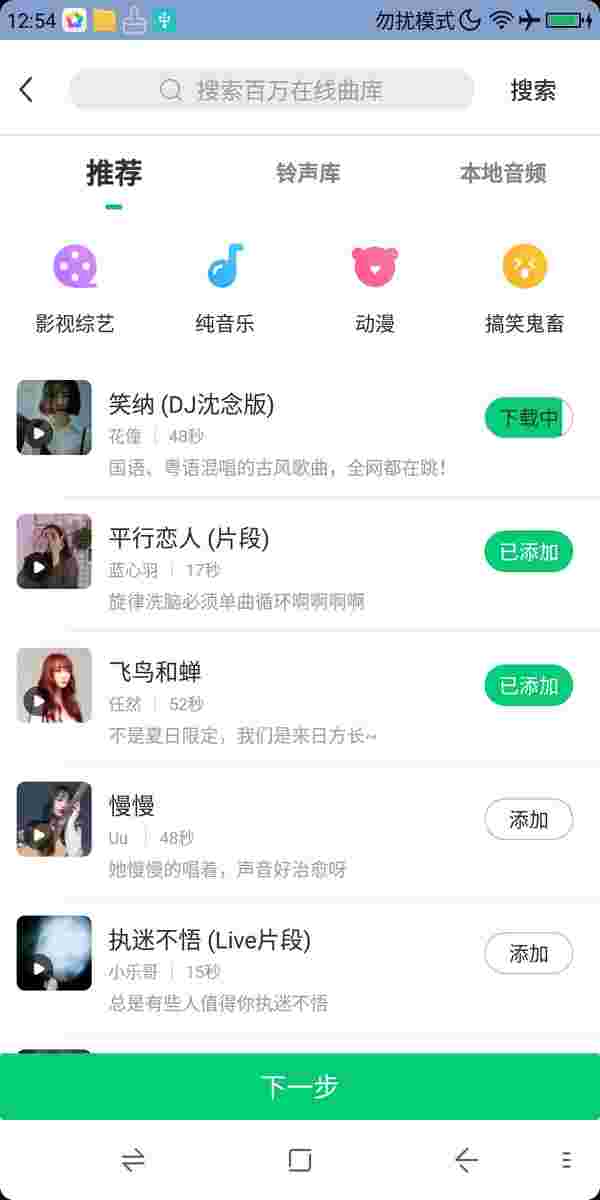 12:54 勿扰模式
搜索百万在线曲库 搜索
推荐 铃声库 本地音频
影视综艺 纯音乐 动漫 搞笑鬼畜
笑纳 (DJ沈念版)
花僮 | 48秒
国语、粤语混唱的古风歌曲，全网都在跳！
下载中
平行恋人 (片段)
蓝心羽 | 17秒
旋律洗脑必须单曲循环啊啊啊啊
已添加
飞鸟和蝉
任然 | 52秒
不是夏日限定，我们是来日方长~
已添加
慢慢
Uu | 48秒
她慢慢的唱着，声音好治愈呀
添加
执迷不悟 (Live片段)
小乐哥 | 15秒
总是有些人值得你执迷不悟
添加
下一步